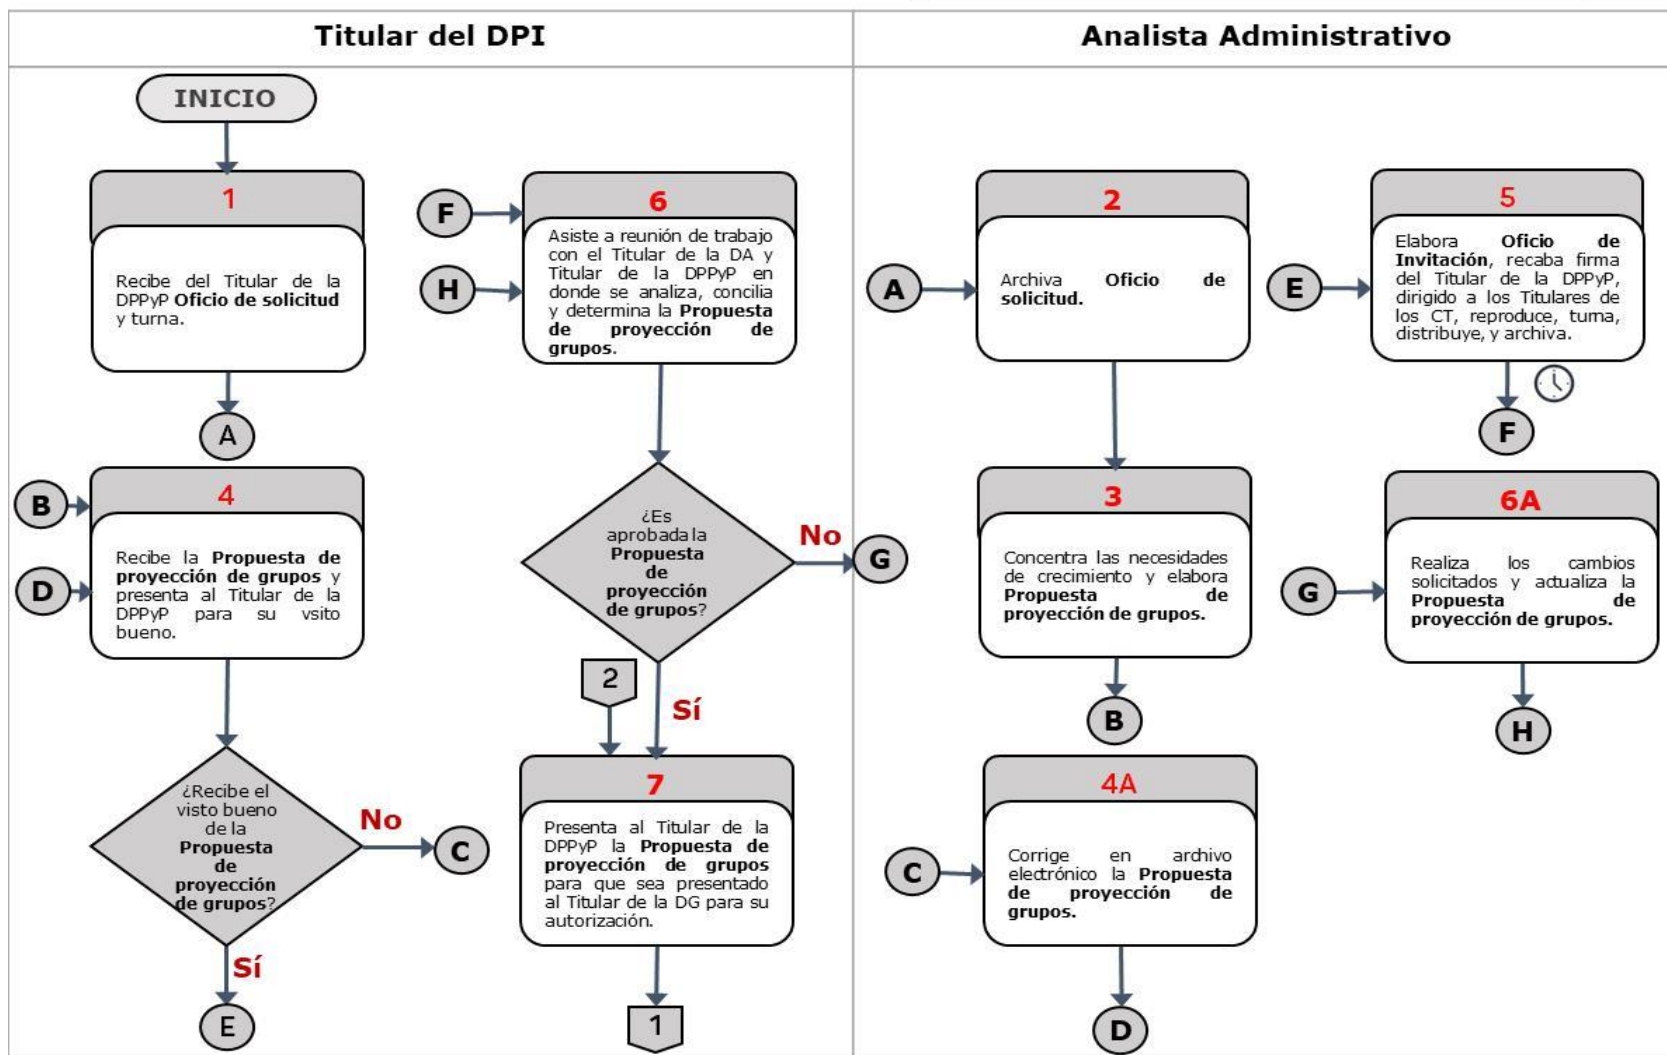 Titular del DPI
Analista Administrativo
INICIO
1
Recibe del Titular de la
DPPyP Oficio de solicitud
y turna.
A
B
D
4
Recibe la Propuesta de
proyección de grupos y
presenta al Titular de la
DPPyP para su vsito
bueno.
¿Recibe el
visto bueno
de la
Propuesta
de
proyección
de grupos?
No
C
Sí
E
F
H
6
Asiste a reunión de trabajo
con el Titular de la DA y
Titular de la DPPyP en
donde se analiza, concilia
y determina la Propuesta
de proyección de
grupos.
¿Es
aprobada la
Propuesta
de
proyección
de grupos?
No
G
2
Sí
7
Presenta al Titular de la
DPPyP la Propuesta de
proyección de grupos
para que sea presentado
al Titular de la DG para su
autorización.
1
A
2
Archiva Oficio de
solicitud.
3
Concentra las necesidades
de crecimiento y elabora
Propuesta de
proyección de grupos.
B
C
4A
Corrige en archivo
electrónico la Propuesta
de proyección de
grupos.
D
E
5
Elabora Oficio de
Invitación, recaba firma
del Titular de la DPPyP,
dirigido a los Titulares de
los CT, reproduce, turna,
distribuye, y archiva.
F
G
6A
Realiza los cambios
solicitados y actualiza la
Propuesta de
proyección de grupos.
H